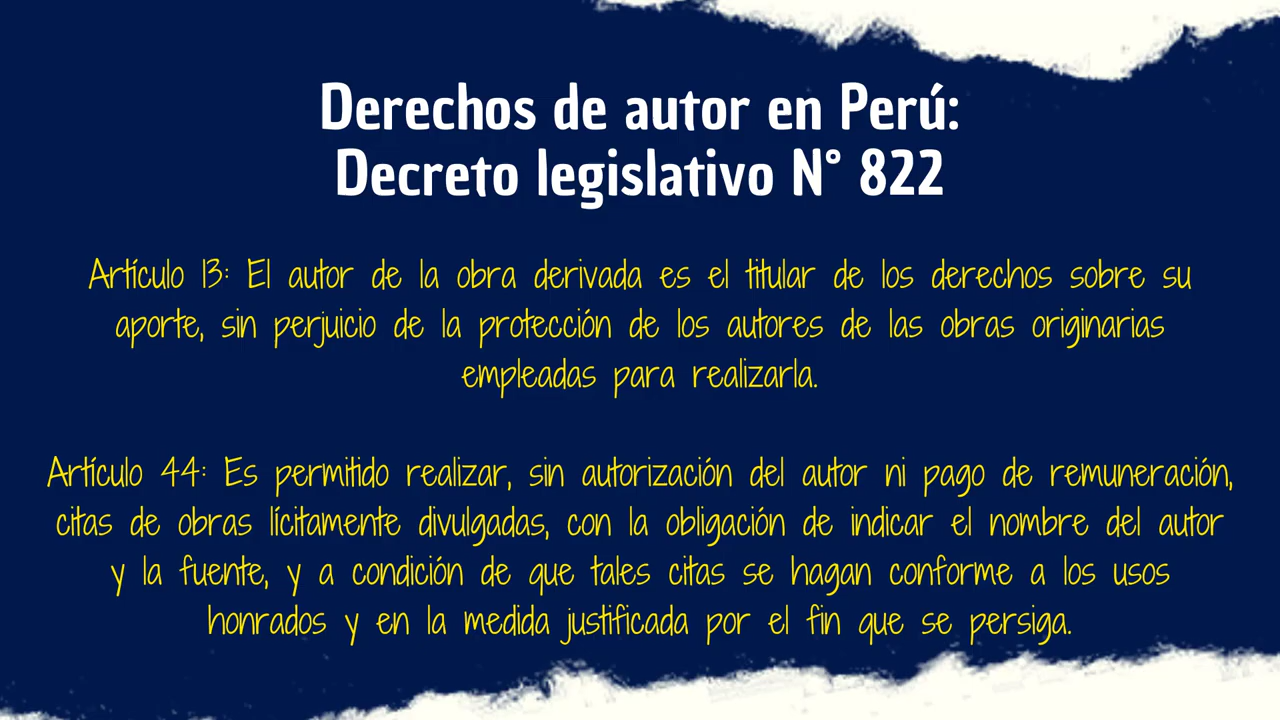 Derechos de autor en Perú:
Decreto legislativo N° 822
Artículo 13: El autor de la obra derivada es el titular de los derechos sobre su
aporte, sin perjuicio de la protección de los autores de las obras originarias
empleadas para realizarla.
Artículo 44: Es permitido realizar, sin autorización del autor ni pago de remuneración,
citas de obras lícitamente divulgadas, con la obligación de indicar el nombre del autor
y la fuente, y a condición de que tales citas se hagan conforme a los usos
honrados y en la medida justificada por el fin que se persiga.